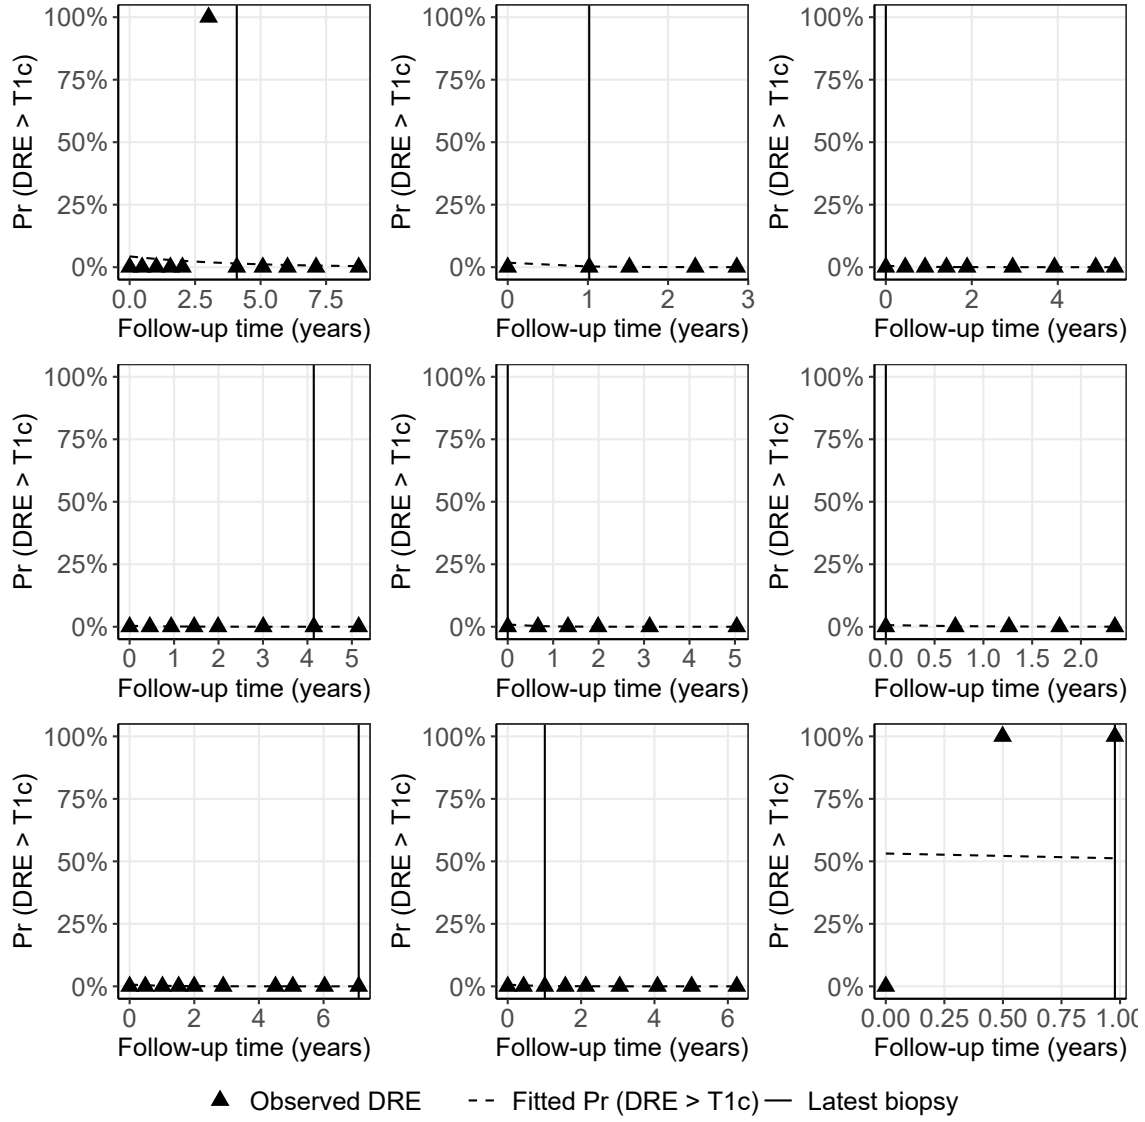 100%
75%
50%
25%
0%
Pr (DRE > T1c)
0.0 2.5 5.0 7.5
Follow-up time (years)
100%
75%
50%
25%
0%
Pr (DRE > T1c)
0 1 2 3
Follow-up time (years)
100%
75%
50%
25%
0%
Pr (DRE > T1c)
0 2 4
Follow-up time (years)
100%
75%
50%
25%
0%
Pr (DRE > T1c)
0 1 2 3 4 5
Follow-up time (years)
100%
75%
50%
25%
0%
Pr (DRE > T1c)
0 1 2 3 4 5
Follow-up time (years)
100%
75%
50%
25%
0%
Pr (DRE > T1c)
0.0 0.5 1.0 1.5 2.0
Follow-up time (years)
100%
75%
50%
25%
0%
Pr (DRE > T1c)
0 2 4 6
Follow-up time (years)
100%
75%
50%
25%
0%
Pr (DRE > T1c)
0 2 4 6
Follow-up time (years)
100%
75%
50%
25%
0%
Pr (DRE > T1c)
0.00 0.25 0.50 0.75 1.00
Follow-up time (years)
Observed DRE Fitted Pr (DRE > T1c) Latest biopsy